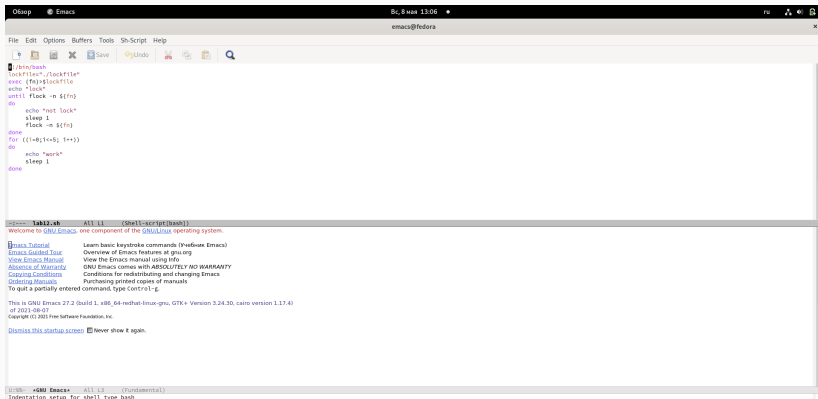 Обзор Emacs Вс, 8 мая 13:06 ru
emacs@fedora
File Edit Options Buffers Tools Sh-Script Help
Save Undo
#!/bin/bash
lockfile="./lockfile"
exec {fn}>$lockfile
echo "lock"
until flock -n ${fn}
do
echo "not lock"
sleep 1
flock -n ${fn}
done
for ((i=0;i<=5; i++))
do
echo "work"
sleep 1
done
-:--- lab12.sh All L1 (Shell-script[bash])
Welcome to GNU Emacs, one component of the GNU/Linux operating system.
Emacs Tutorial Learn basic keystroke commands (Учебник Emacs)
Emacs Guided Tour Overview of Emacs features at gnu.org
View Emacs Manual View the Emacs manual using Info
Absence of Warranty GNU Emacs comes with ABSOLUTELY NO WARRANTY
Copying Conditions Conditions for redistributing and changing Emacs
Ordering Manuals Purchasing printed copies of manuals
To quit a partially entered command, type Control-g.
This is GNU Emacs 27.2 (build 1, x86_64-redhat-linux-gnu, GTK+ Version 3.24.30, cairo version 1.17.4)
of 2021-08-07
Copyright (C) 2021 Free Software Foundation, Inc.
Dismiss this startup screen Never show it again.
U:%%- *GNU Emacs* All L3 (Fundamental)
Indentation setup for shell type bash